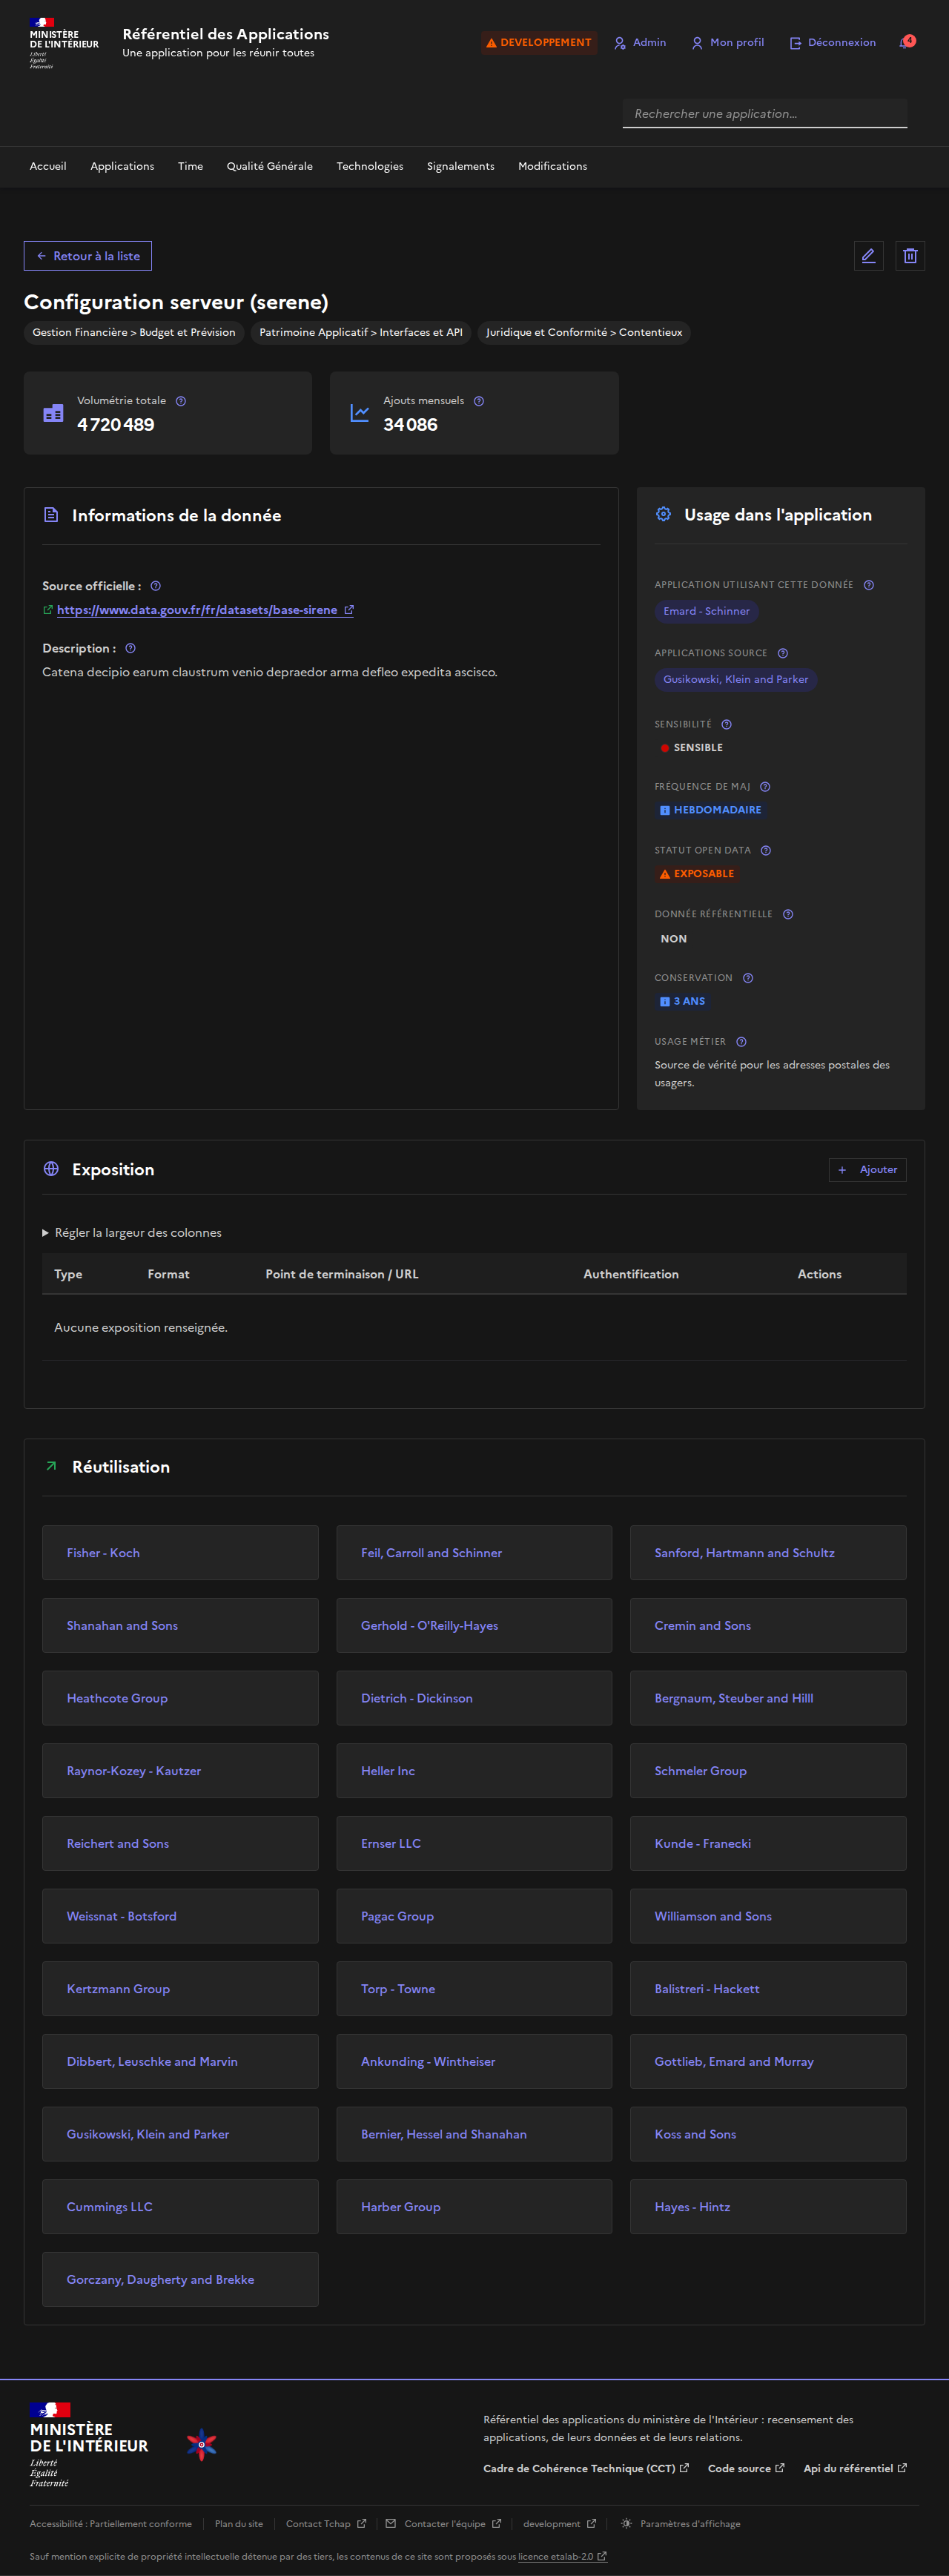 MINISTÈRE
DE L'INTÉRIEUR
Liberté
Égalité
Fraternité
Référentiel des Applications
Une application pour les réunir toutes
DEVELOPPEMENT
Admin
Mon profil
Déconnexion
4
Rechercher une application...
Accueil
Applications
Time
Qualité Générale
Technologies
Signalements
Modifications
Retour à la liste
Configuration serveur (serene)
Gestion Financière > Budget et Prévision
Patrimoine Applicatif > Interfaces et API
Juridique et Conformité > Contentieux
Volumétrie totale
4 720 489
Ajouts mensuels
34 086
Informations de la donnée
Source officielle :
https://www.data.gouv.fr/fr/datasets/base-sirene
Description :
Catena decipio earum claustrum venio depraedor arma defleo expedita ascisco.
Usage dans l'application
APPLICATION UTILISANT CETTE DONNÉE
Emard - Schinner
APPLICATIONS SOURCE
Gusikowski, Klein and Parker
SENSIBILITÉ
SENSIBLE
FRÉQUENCE DE MAJ
HEBDOMADAIRE
STATUT OPEN DATA
EXPOSABLE
DONNÉE RÉFÉRENTIELLE
NON
CONSERVATION
3 ANS
USAGE MÉTIER
Source de vérité pour les adresses postales des
usagers.
Exposition
Ajouter
Régler la largeur des colonnes
Type
Format
Point de terminaison / URL
Authentification
Actions
Aucune exposition renseignée.
Réutilisation
Fisher - Koch
Feil, Carroll and Schinner
Sanford, Hartmann and Schultz
Shanahan and Sons
Gerhold - O'Reilly-Hayes
Cremin and Sons
Heathcote Group
Dietrich - Dickinson
Bergnaum, Steuber and Hilll
Raynor-Kozey - Kautzer
Heller Inc
Schmeler Group
Reichert and Sons
Ernser LLC
Kunde - Franecki
Weissnat - Botsford
Pagac Group
Williamson and Sons
Kertzmann Group
Torp - Towne
Balistreri - Hackett
Dibbert, Leuschke and Marvin
Ankunding - Wintheiser
Gottlieb, Emard and Murray
Gusikowski, Klein and Parker
Bernier, Hessel and Shanahan
Koss and Sons
Cummings LLC
Harber Group
Hayes - Hintz
Gorczany, Daugherty and Brekke
MINISTÈRE
DE L'INTÉRIEUR
Liberté
Égalité
Fraternité
Référentiel des applications du ministère de l'Intérieur : recensement des
applications, de leurs données et de leurs relations.
Cadre de Cohérence Technique (CCT)
Code source
Api du référentiel
Accessibilité : Partiellement conforme
Plan du site
Contact Tchap
Contacter l'équipe
development
Paramètres d'affichage
Sauf mention explicite de propriété intellectuelle détenue par des tiers, les contenus de ce site sont proposés sous licence etalab-2.0